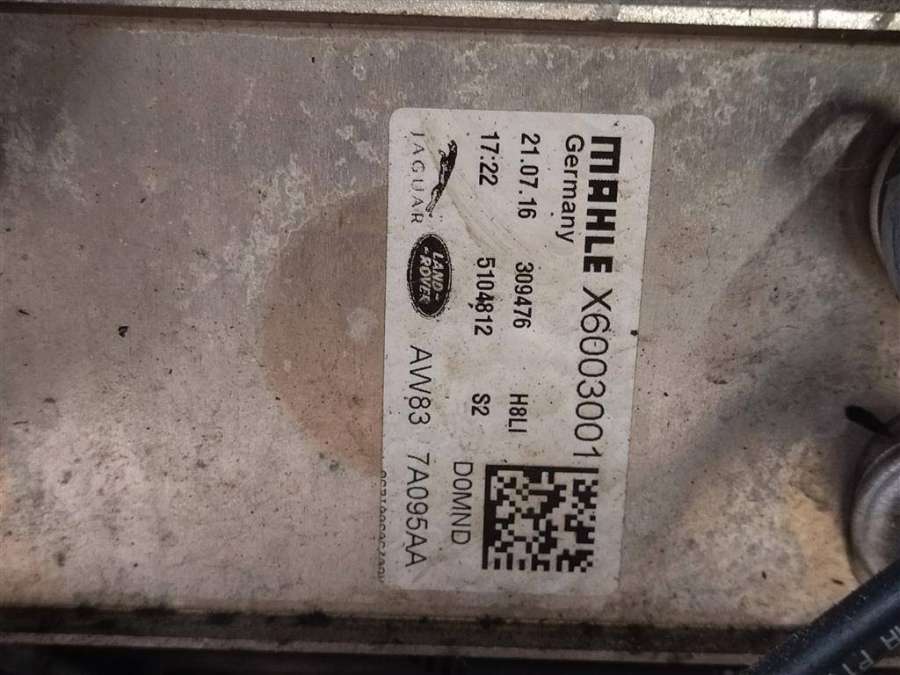 MAHLE X6003001
Germany
21.07.16 309476 H8LI
17:22 5104812 S2
D0MND
JAGUAR LAND-ROVER AW83 7A095AA